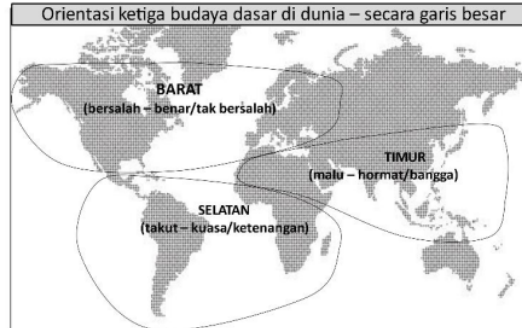 Orientasi ketiga budaya dasar di dunia – secara garis besar
BARAT
(bersalah – benar/tak bersalah)
TIMUR
(malu – hormat/bangga)
SELATAN
(takut – kuasa/ketenangan)